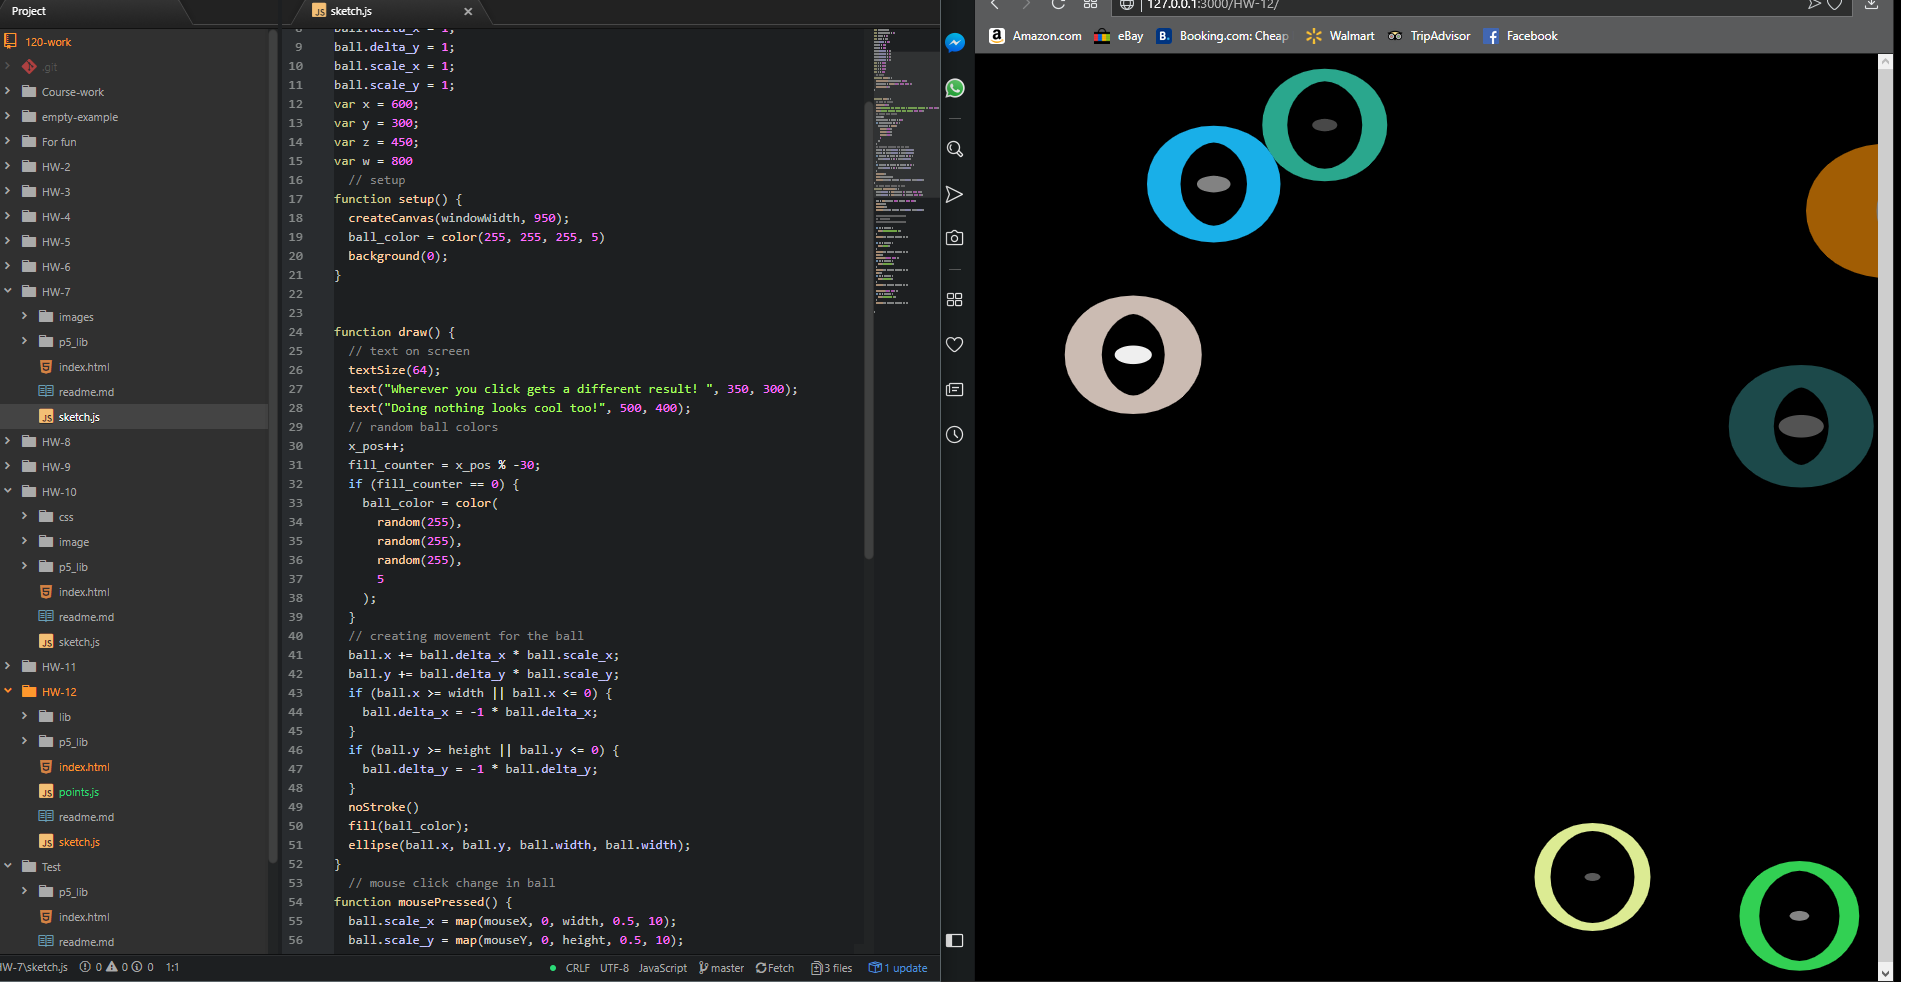 Project
120-work
.git
Course-work
empty-example
For fun
HW-2
HW-3
HW-4
HW-5
HW-6
HW-7
images
p5_lib
index.html
readme.md
sketch.js
HW-8
HW-9
HW-10
css
image
p5_lib
index.html
readme.md
sketch.js
HW-11
HW-12
lib
p5_lib
index.html
points.js
readme.md
sketch.js
Test
p5_lib
index.html
readme.md
sketch.js
8 ball.delta_x = 1;
9 ball.delta_y = 1;
10 ball.scale_x = 1;
11 ball.scale_y = 1;
12 var x = 600;
13 var y = 300;
14 var z = 450;
15 var w = 800
16 // setup
17 function setup() {
18 createCanvas(windowWidth, 950);
19 ball_color = color(255, 255, 255, 5)
20 background(0);
21 }
22
23
24 function draw() {
25 // text on screen
26 textSize(64);
27 text("Wherever you click gets a different result! ", 350, 300);
28 text("Doing nothing looks cool too!", 500, 400);
29 // random ball colors
30 x_pos++;
31 fill_counter = x_pos % -30;
32 if (fill_counter == 0) {
33 ball_color = color(
34 random(255),
35 random(255),
36 random(255),
37 5
38 );
39 }
40 // creating movement for the ball
41 ball.x += ball.delta_x * ball.scale_x;
42 ball.y += ball.delta_y * ball.scale_y;
43 if (ball.x >= width || ball.x <= 0) {
44 ball.delta_x = -1 * ball.delta_x;
45 }
46 if (ball.y >= height || ball.y <= 0) {
47 ball.delta_y = -1 * ball.delta_y;
48 }
49 noStroke()
50 fill(ball_color);
51 ellipse(ball.x, ball.y, ball.width, ball.width);
52 }
53 // mouse click change in ball
54 function mousePressed() {
55 ball.scale_x = map(mouseX, 0, width, 0.5, 10);
56 ball.scale_y = map(mouseY, 0, height, 0.5, 10);
HW-7\sketch.js 0 0 0 1:1 CRLF UTF-8 JavaScript master Fetch 3 files 1 update
127.0.0.1:3000/HW-12/
Amazon.com eBay Booking.com: Cheap Walmart TripAdvisor Facebook